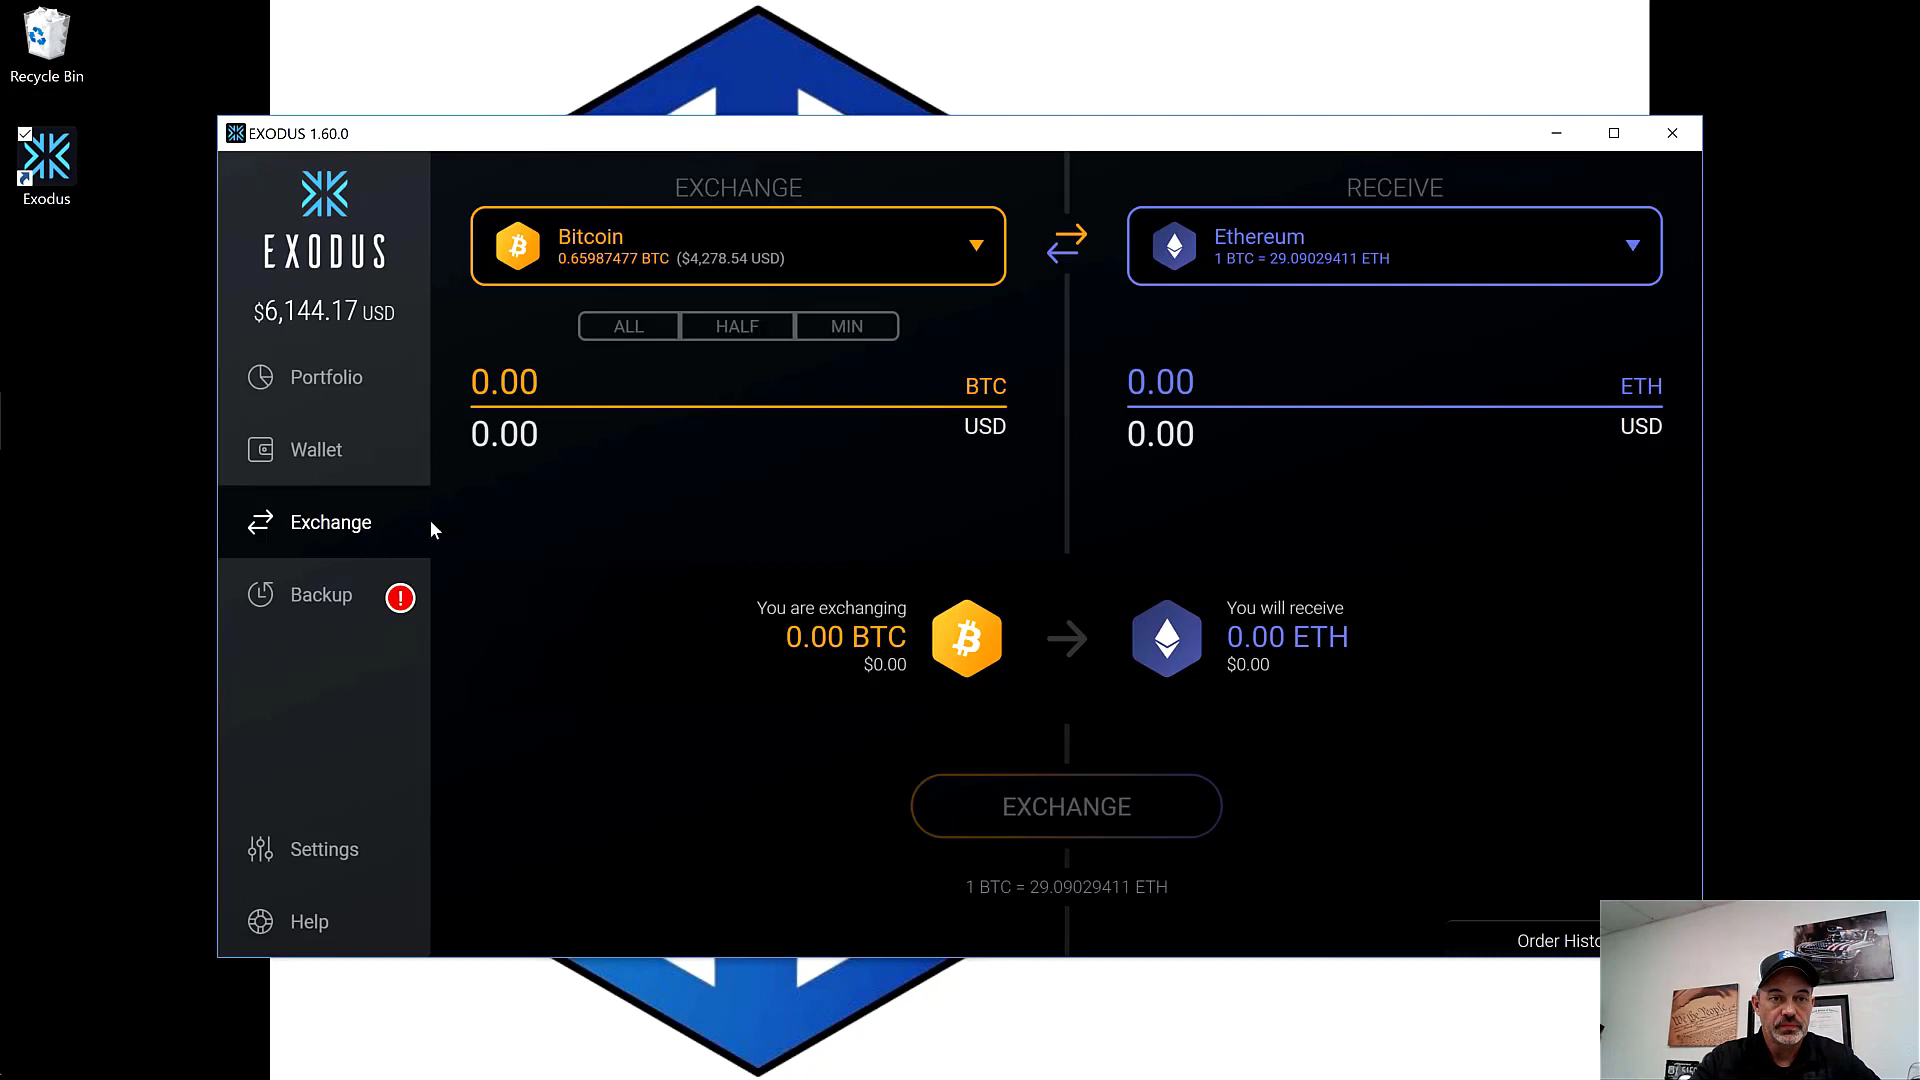 Recycle Bin
Exodus
EXODUS 1.60.0
EXODUS
$6,144.17 USD
Portfolio
Wallet
Exchange
Backup
!
Settings
Help
EXCHANGE
Bitcoin
0.65987477 BTC ($4,278.54 USD)
ALL HALF MIN
0.00 BTC
0.00 USD
RECEIVE
Ethereum
1 BTC = 29.09029411 ETH
0.00 ETH
0.00 USD
You are exchanging
0.00 BTC
$0.00
You will receive
0.00 ETH
$0.00
EXCHANGE
1 BTC = 29.09029411 ETH
Order Histo
We the People